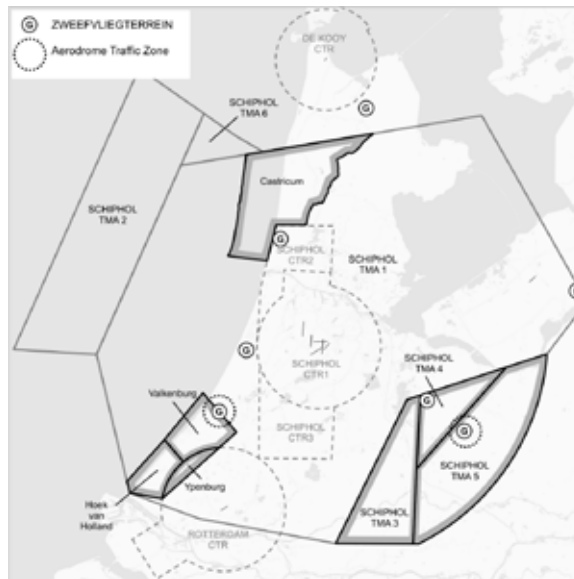 G ZWEEFVLIEGTERREIN
Aerodrome Traffic Zone
DE KOOY
CTR
G
SCHIPHOL
TMA 6
Castricum
SCHIPHOL
TMA 2
G
SCHIPHOL
CTR2
SCHIPHOL
TMA 1
G
SCHIPHOL
CTR1
SCHIPHOL
TMA 4
Valkenburg
G
G
SCHIPHOL
CTR3
G
SCHIPHOL
TMA 5
Ypenburg
Hoek
van
Holland
SCHIPHOL
TMA 3
ROTTERDAM
CTR